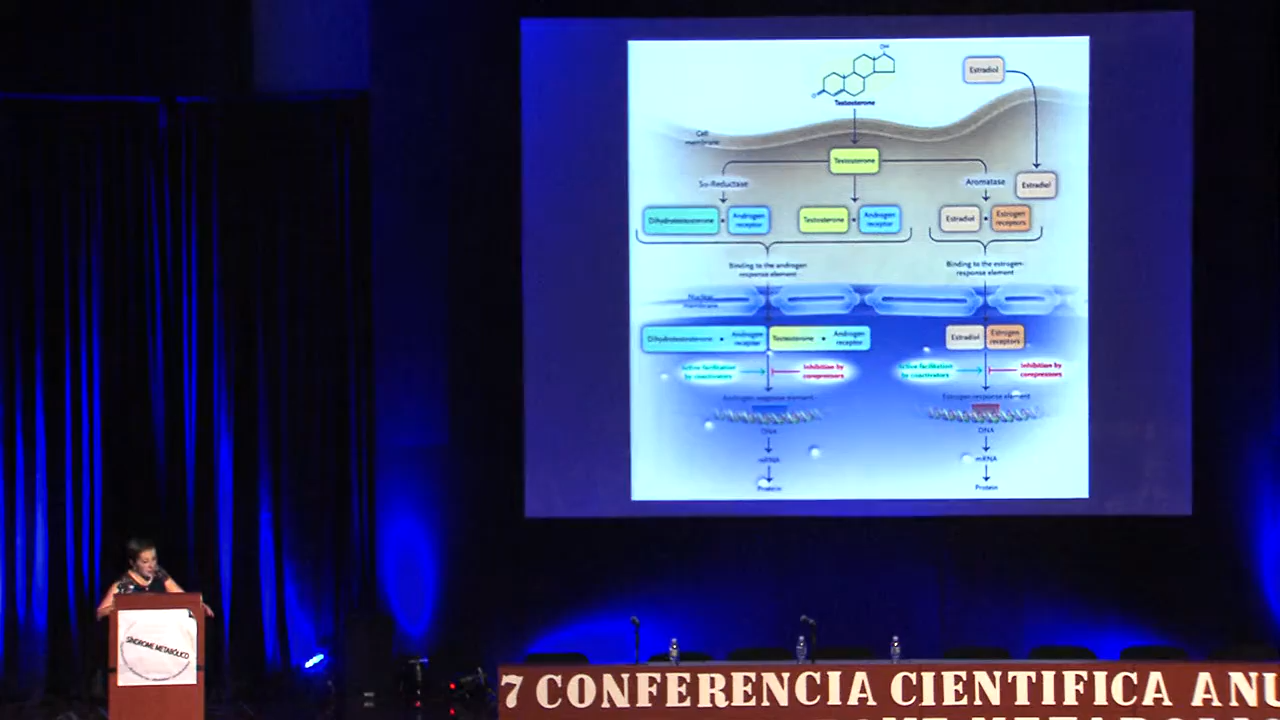 OH
O
Testosterone
Estradiol
Cell
membrane
Testosterone
5α-Reductase
Aromatase
Estradiol
Dihydrotestosterone
Androgen
receptor
Testosterone
Androgen
receptor
Estradiol
Estrogen
receptors
Binding to the androgen
response element
Binding to the estrogen
response element
Nuclear
membrane
Dihydrotestosterone
Androgen
receptor
Testosterone
Androgen
receptor
Estradiol
Estrogen
receptors
Active facilitation
by coactivators
Inhibition by
corepressors
Active facilitation
by coactivators
Inhibition by
corepressors
Androgen-response element
Estrogen-response element
DNA
DNA
mRNA
mRNA
Protein
Protein
SÍNDROME METABÓLICO
7 CONFERENCIA CIENTIFICA ANU